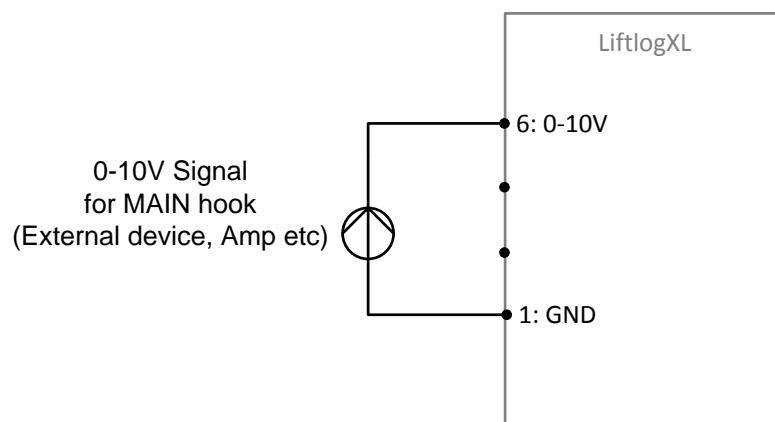 LiftlogXL
6: 0-10V
0-10V Signal
for MAIN hook
(External device, Amp etc)
1: GND